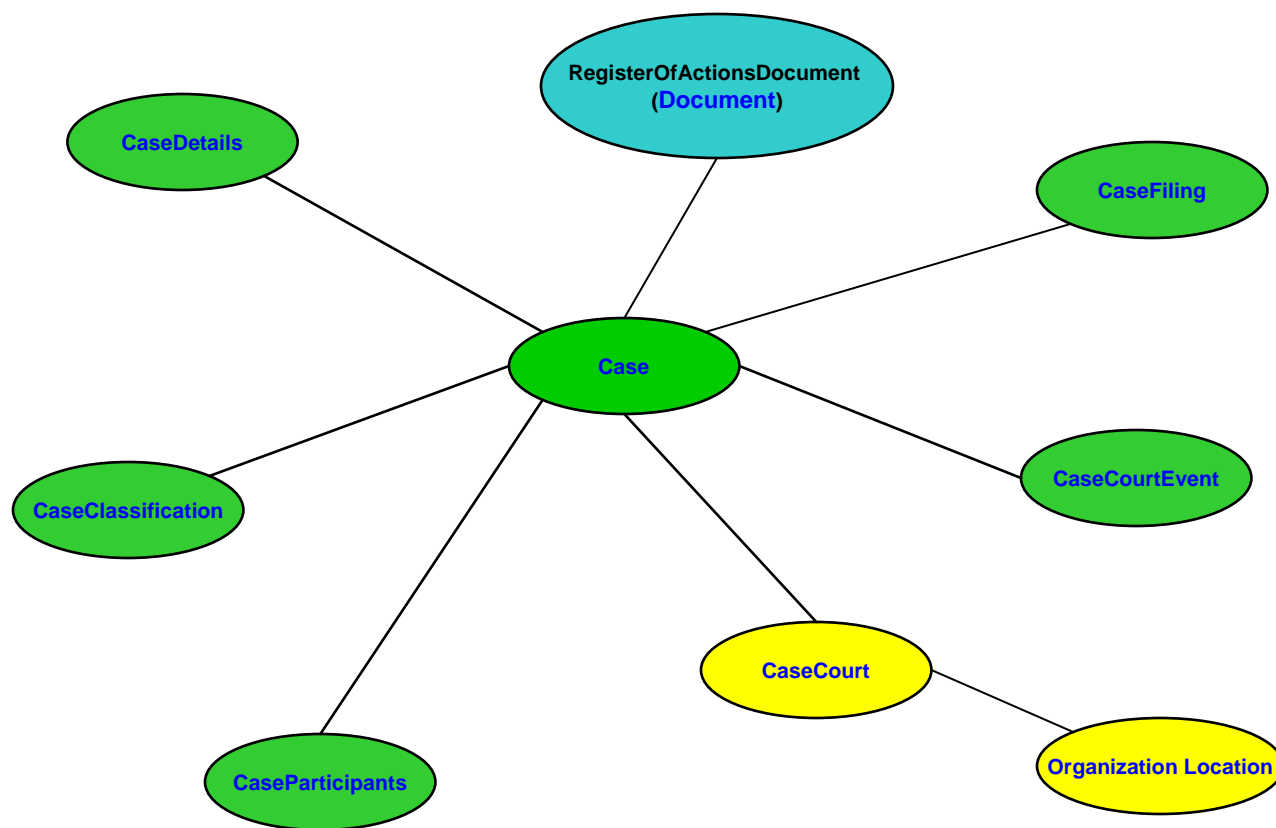 RegisterOfActionsDocument
(Document)
CaseDetails
CaseFiling
Case
CaseClassification
CaseCourtEvent
CaseCourt
CaseParticipants
Organization Location